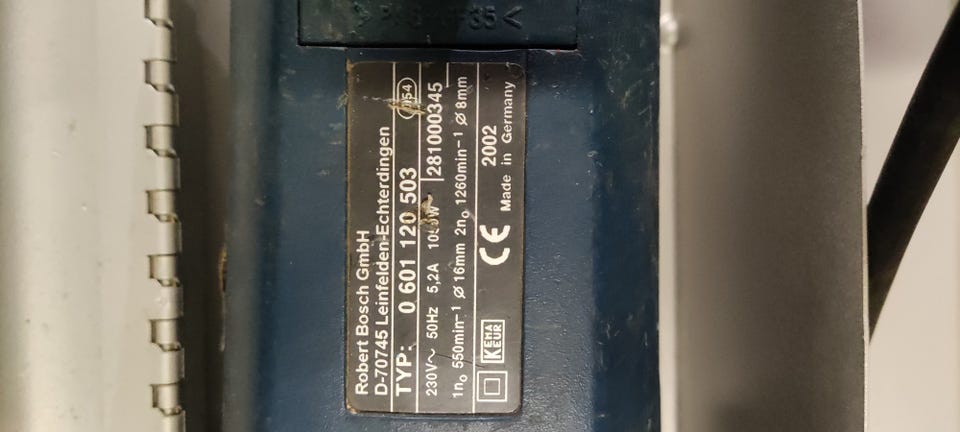 Robert Bosch GmbH
D-70745 Leinfelden-Echterdingen
TYP: 0 601 120 503
230V~ 50Hz 5,2A 281000345
1n₀ 550min⁻¹ ⌀ 16mm 2n₀ 1260min⁻¹ ⌀ 8mm
KEMA
KEUR
CE 2002
Made in Germany